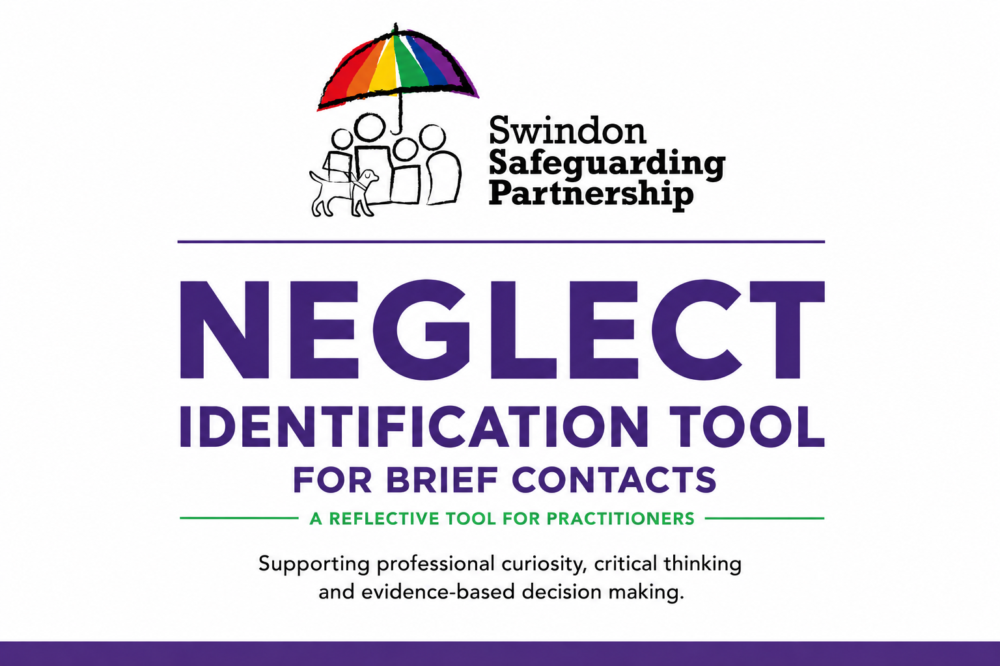 Swindon
Safeguarding
Partnership
NEGLECT
IDENTIFICATION TOOL
FOR BRIEF CONTACTS
A REFLECTIVE TOOL FOR PRACTITIONERS
Supporting professional curiosity, critical thinking
and evidence-based decision making.